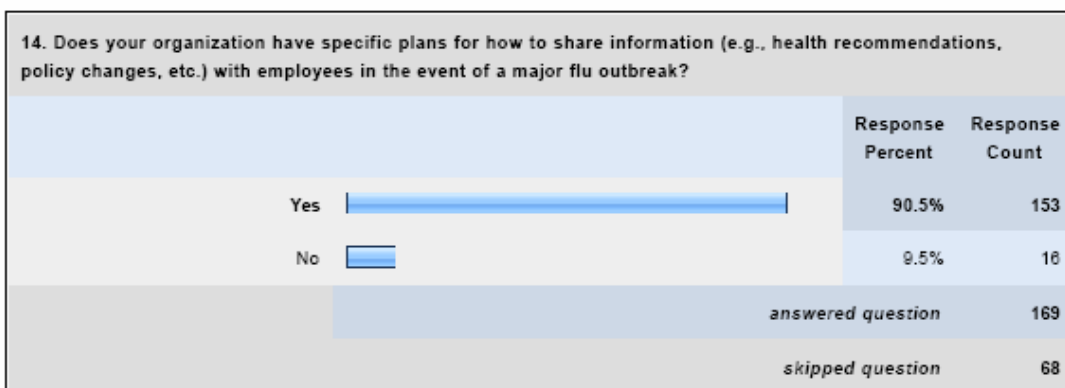 14. Does your organization have specific plans for how to share information (e.g., health recommendations,
policy changes, etc.) with employees in the event of a major flu outbreak?
Response Percent Response Count
Yes 90.5% 153
No 9.5% 16
answered question 169
skipped question 68